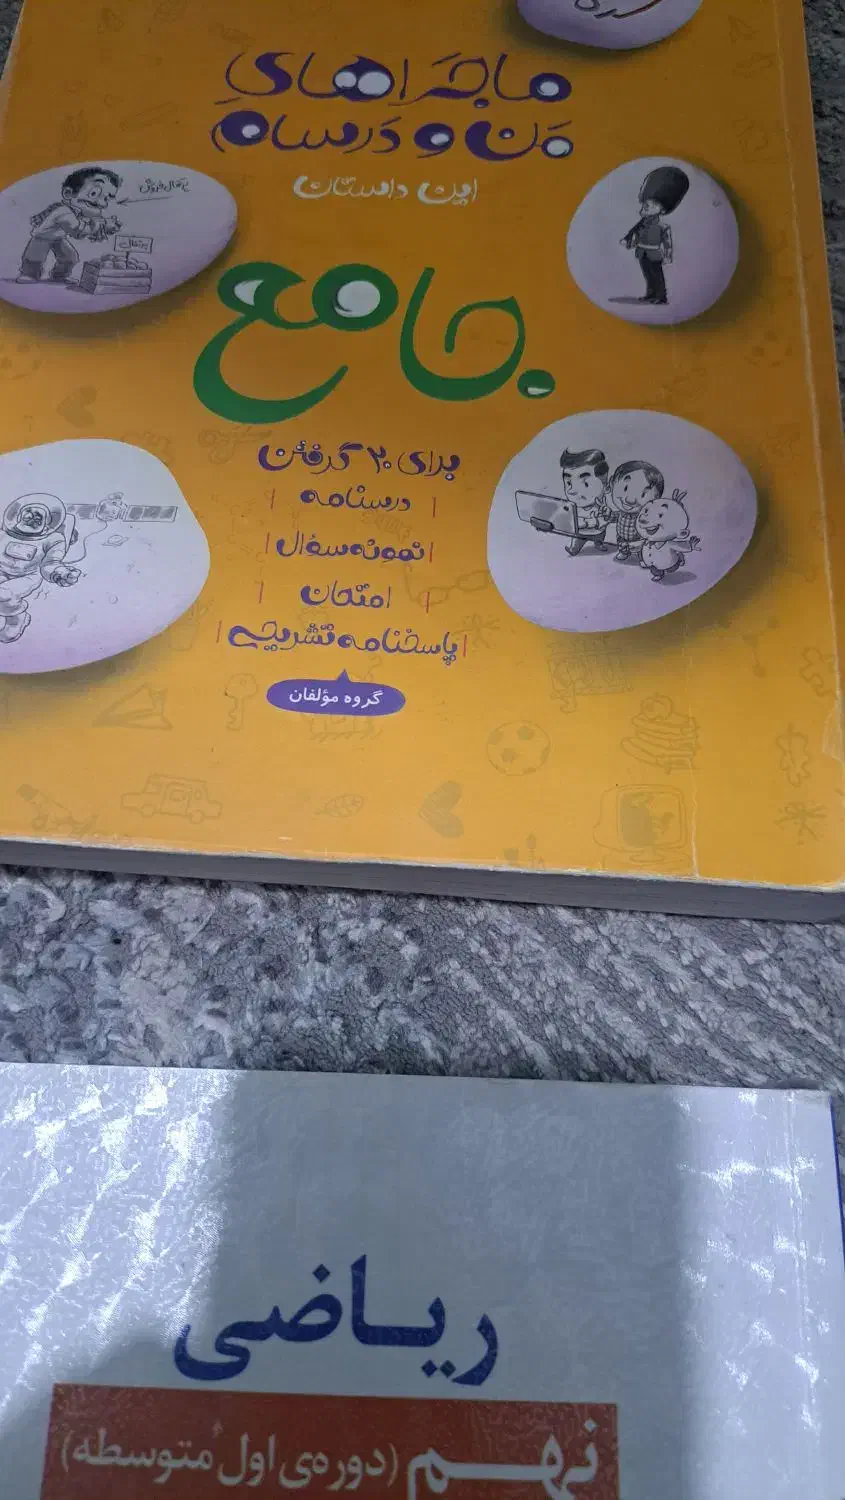 ماجراهای
من و درسام
این داستان
جامع
پرتقال
برای ۲۰ گرفتن
درسنامه
نمونه سؤال
امتحان
پاسخنامه تشریحی
گروه مؤلفان
ریاضی
نهم (دوره‌ی اول متوسطه)